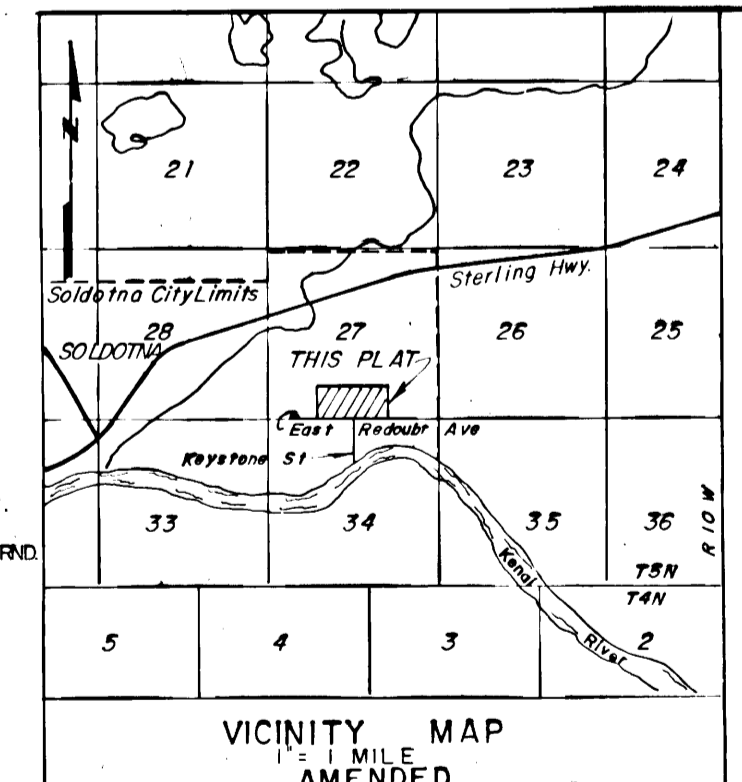 N
21 22 23 24
Soldotna City Limits
Sterling Hwy.
28 27 26 25
SOLDOTNA
THIS PLAT
East Redoubt Ave
Keystone St
33 34 35 36
R10W
RND.
T5N
T4N
Kenai
River
5 4 3 2
VICINITY MAP
1" = 1 MILE
AMENDED